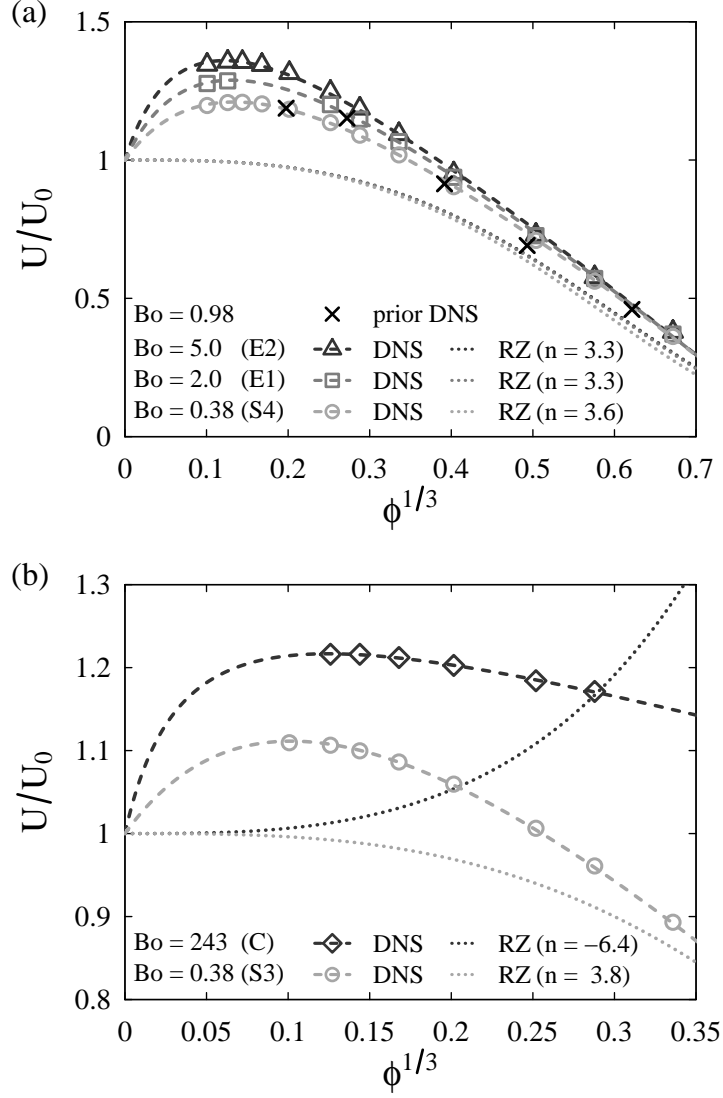 (a)
1.5
1
0.5
0
U/U0
Bo = 0.98 prior DNS
Bo = 5.0 (E2) DNS RZ (n = 3.3)
Bo = 2.0 (E1) DNS RZ (n = 3.3)
Bo = 0.38 (S4) DNS RZ (n = 3.6)
0 0.1 0.2 0.3 0.4 0.5 0.6 0.7
ϕ^1/3
(b)
1.3
1.2
1.1
1
0.9
0.8
U/U0
Bo = 243 (C) DNS RZ (n = −6.4)
Bo = 0.38 (S3) DNS RZ (n = 3.8)
0 0.05 0.1 0.15 0.2 0.25 0.3 0.35
ϕ^1/3